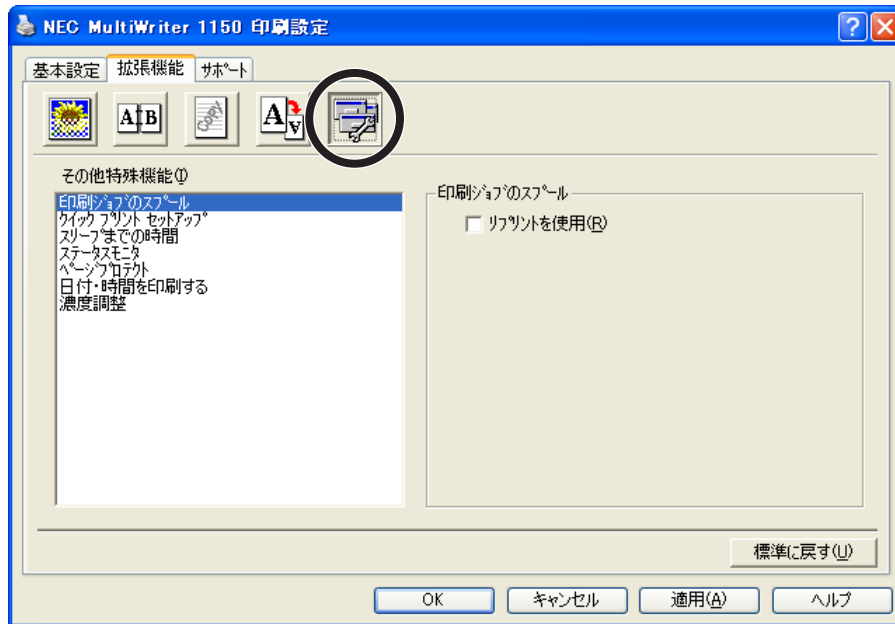 NEC MultiWriter 1150 印刷設定
基本設定 拡張機能 ｻﾎﾟｰﾄ
A B
Copy
A A
その他特殊機能(I)
印刷ｼﾞｮﾌﾞのｽﾌﾟｰﾙ
ｸｲｯｸ ﾌﾟﾘﾝﾄ ｾｯﾄｱｯﾌﾟ
ｽﾘｰﾌﾟまでの時間
ｽﾃｰﾀｽﾓﾆﾀ
ﾍﾟｰｼﾞﾌﾟﾛﾃｸﾄ
日付･時間を印刷する
濃度調整
印刷ｼﾞｮﾌﾞのｽﾌﾟｰﾙ
ﾘﾌﾟﾘﾝﾄを使用(R)
標準に戻す(U)
OK キャンセル 適用(A) ヘルプ